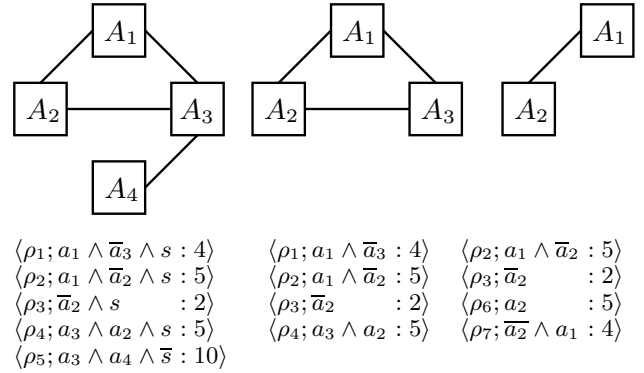 A₁ A₁ A₁
A₂ A₃ A₂ A₃ A₂
A₄
⟨ρ₁; a₁ ∧ a̅₃ ∧ s : 4⟩ ⟨ρ₁; a₁ ∧ a̅₃ : 4⟩ ⟨ρ₂; a₁ ∧ a̅₂ : 5⟩
⟨ρ₂; a₁ ∧ a̅₂ ∧ s : 5⟩ ⟨ρ₂; a₁ ∧ a̅₂ : 5⟩ ⟨ρ₃; a̅₂ : 2⟩
⟨ρ₃; a̅₂ ∧ s : 2⟩ ⟨ρ₃; a̅₂ : 2⟩ ⟨ρ₆; a₂ : 5⟩
⟨ρ₄; a₃ ∧ a₂ ∧ s : 5⟩ ⟨ρ₄; a₃ ∧ a₂ : 5⟩ ⟨ρ₇; a̅₂ ∧ a₁ : 4⟩
⟨ρ₅; a₃ ∧ a₄ ∧ s̅ : 10⟩